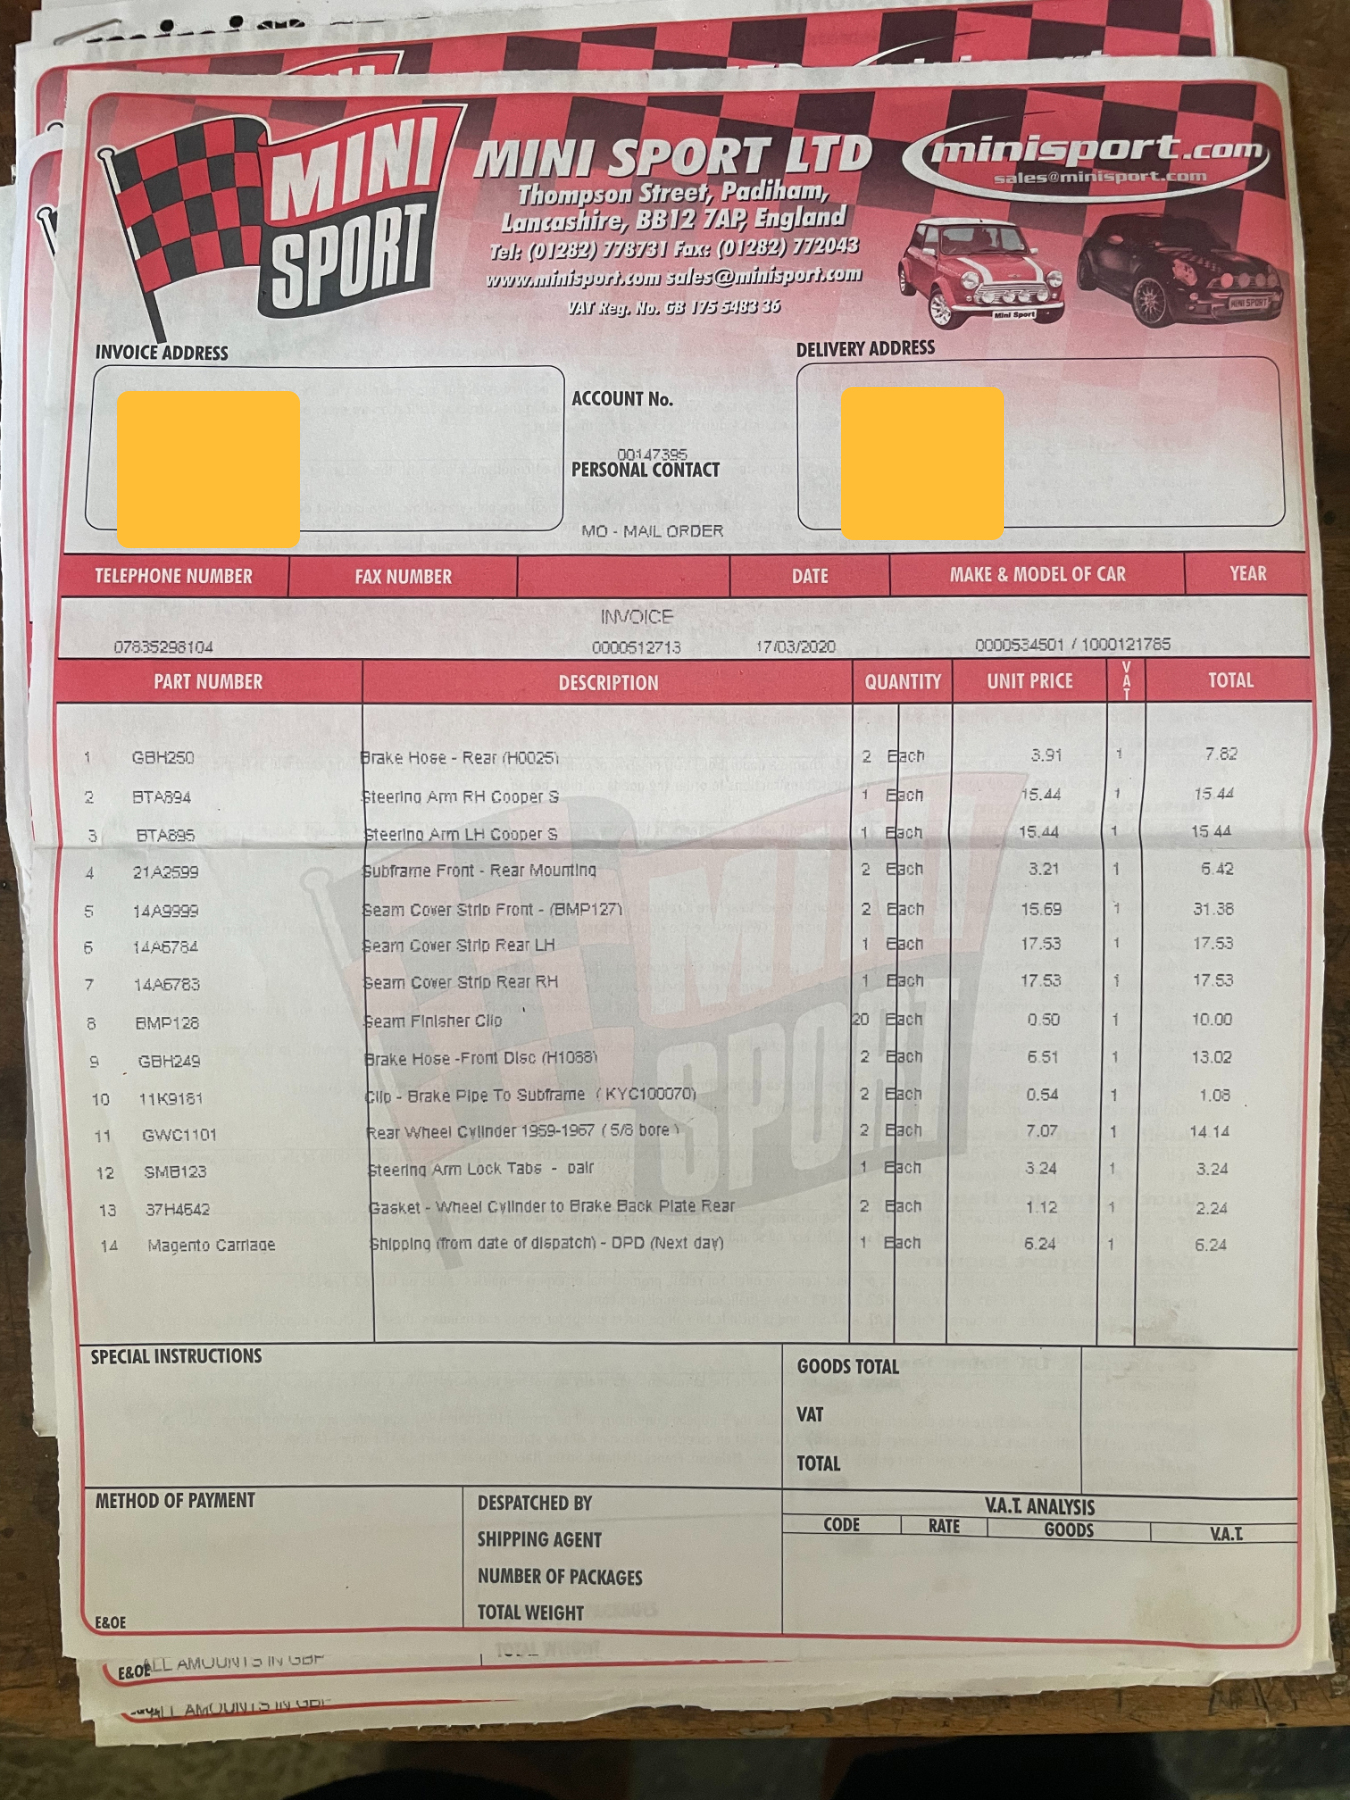 MINI SPORT
MINI SPORT LTD
Thompson Street, Padiham,
Lancashire, BB12 7AP, England
Tel: (01282) 778731 Fax: (01282) 772043
www.minisport.com sales@minisport.com
VAT Reg. No. GB 175 5483 36
minisport.com
sales@minisport.com
Mini Sport
MINI SPORT
INVOICE ADDRESS
DELIVERY ADDRESS
ACCOUNT No.
00147395
PERSONAL CONTACT
MO - MAIL ORDER
TELEPHONE NUMBER FAX NUMBER DATE MAKE & MODEL OF CAR YEAR
INVOICE
07835298104 0000512713 17/03/2020 0000534501 / 1000121785
PART NUMBER DESCRIPTION QUANTITY UNIT PRICE VAT TOTAL
1 GBH250 Brake Hose - Rear (H0025) 2 Each 3.91 1 7.82
2 BTA894 Steering Arm RH Cooper S 1 Each 15.44 1 15.44
3 BTA895 Steering Arm LH Cooper S 1 Each 15.44 1 15.44
4 21A2599 Subframe Front - Rear Mounting 2 Each 3.21 1 6.42
5 14A9999 Seam Cover Strip Front - (BMP127) 2 Each 15.69 1 31.38
6 14A6784 Seam Cover Strip Rear LH 1 Each 17.53 1 17.53
7 14A6783 Seam Cover Strip Rear RH 1 Each 17.53 1 17.53
8 BMP128 Seam Finisher Clip 20 Each 0.50 1 10.00
9 GBH249 Brake Hose -Front Disc (H1088) 2 Each 6.51 1 13.02
10 11K9181 Clip - Brake Pipe To Subframe ( KYC100070) 2 Each 0.54 1 1.08
11 GWC1101 Rear Wheel Cylinder 1959-1967 ( 5/8 bore ) 2 Each 7.07 1 14.14
12 SMB123 Steering Arm Lock Tabs - pair 1 Each 3.24 1 3.24
13 37H4642 Gasket - Wheel Cylinder to Brake Back Plate Rear 2 Each 1.12 1 2.24
14 Magento Carriage Shipping (from date of dispatch) - DPD (Next day) 1 Each 6.24 1 6.24
MINI SPORT
SPECIAL INSTRUCTIONS
GOODS TOTAL
VAT
TOTAL
METHOD OF PAYMENT
DESPATCHED BY
SHIPPING AGENT
NUMBER OF PACKAGES
TOTAL WEIGHT
V.A.T. ANALYSIS
CODE RATE GOODS V.A.T.
E&OE
TOTAL WEIGHT
E&OE ALL AMOUNTS IN GBP
ALL AMOUNTS IN GBP